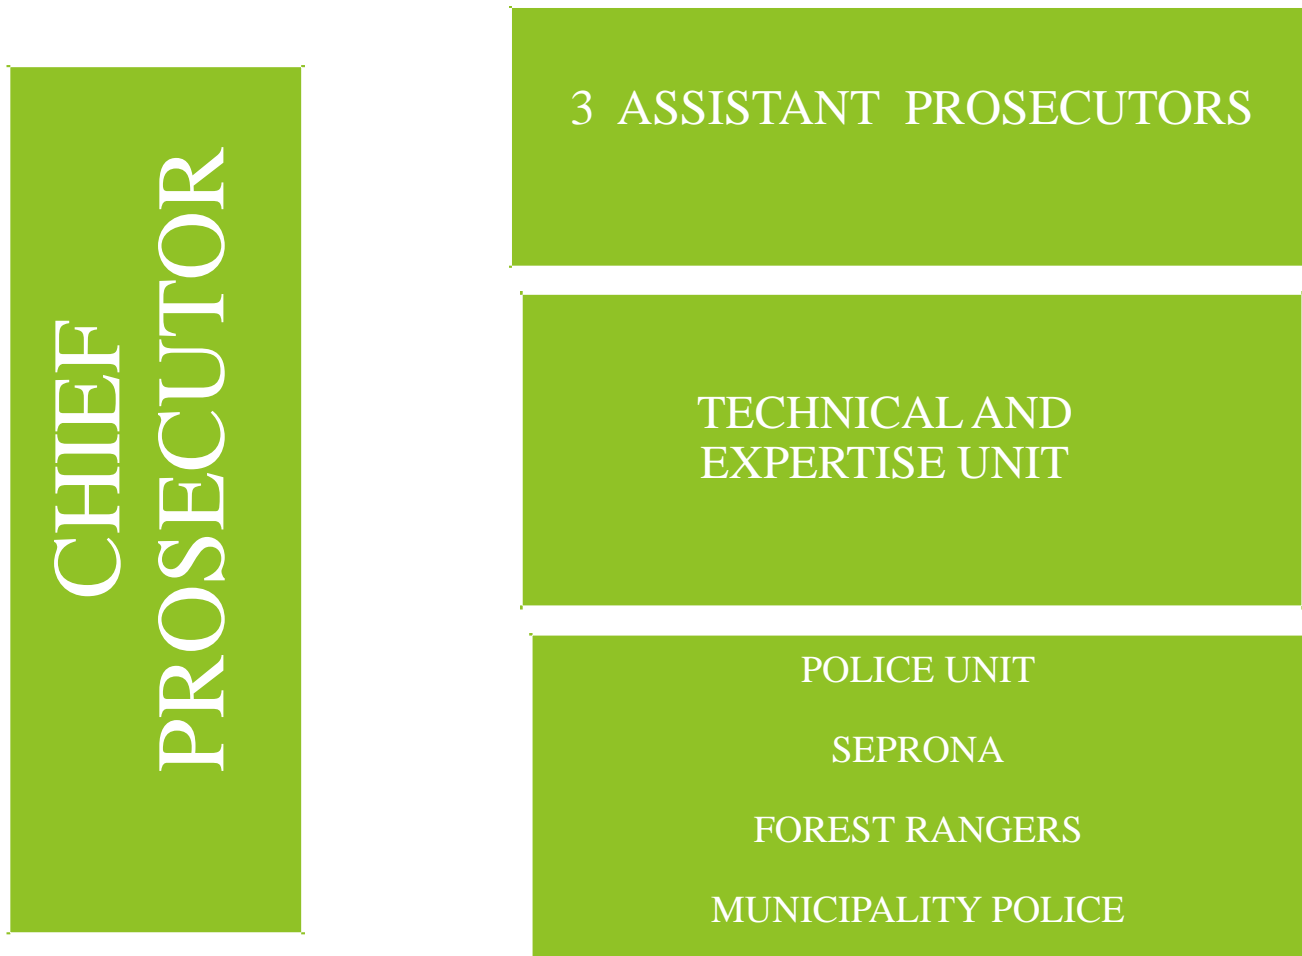 CHIEF
PROSECUTOR
3 ASSISTANT PROSECUTORS
TECHNICAL AND
EXPERTISE UNIT
POLICE UNIT
SEPRONA
FOREST RANGERS
MUNICIPALITY POLICE